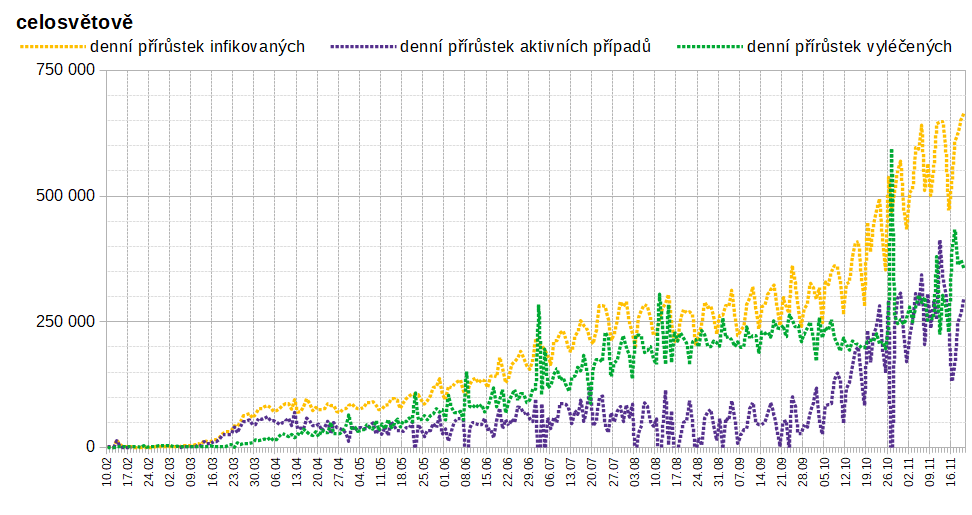 celosvětově
denní přírůstek infikovaných denní přírůstek aktivních případů denní přírůstek vyléčených
750 000
500 000
250 000
0
10.02 17.02 24.02 02.03 09.03 16.03 23.03 30.03 06.04 13.04 20.04 27.04 04.05 11.05 18.05 25.05 01.06 08.06 15.06 22.06 29.06 06.07 13.07 20.07 27.07 03.08 10.08 17.08 24.08 31.08 07.09 14.09 21.09 28.09 05.10 12.10 19.10 26.10 02.11 09.11 16.11